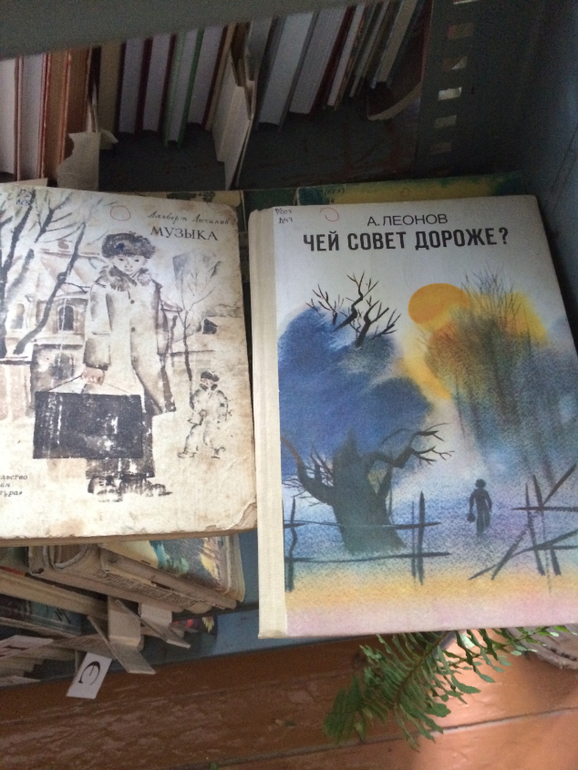 Альберт Лиханов
МУЗЫКА
А. ЛЕОНОВ
ЧЕЙ СОВЕТ ДОРОЖЕ?